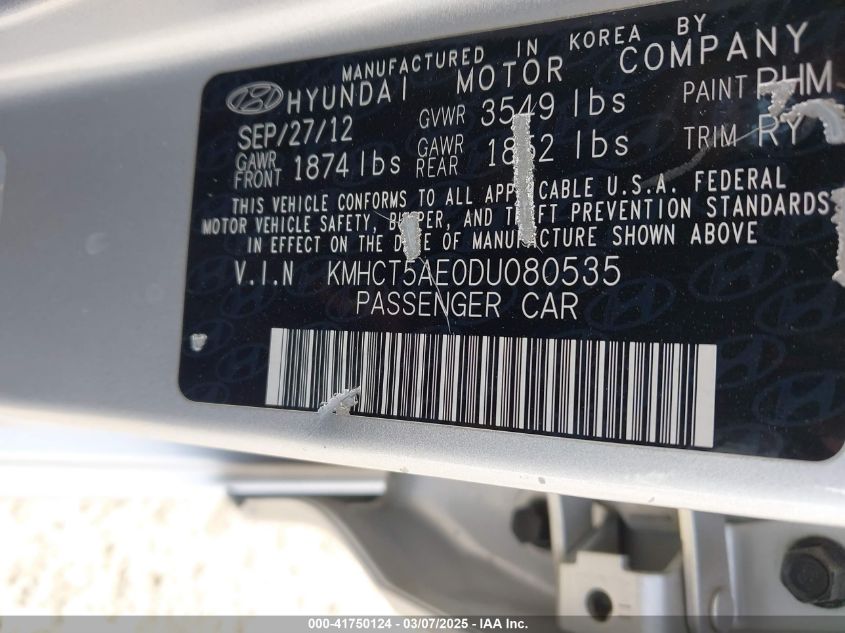 MANUFACTURED IN KOREA BY
HYUNDAI MOTOR COMPANY
SEP/27/12 GVWR 3549 lbs PAINT RHM
GAWR FRONT 1874 lbs GAWR REAR lbs TRIM RY
THIS VEHICLE CONFORMS TO ALL APPLICABLE U.S.A. FEDERAL
MOTOR VEHICLE SAFETY, BUMPER, AND THEFT PREVENTION STANDARDS
IN EFFECT ON THE DATE OF MANUFACTURE SHOWN ABOVE
V.I.N KMHCT5AE0DU080535
PASSENGER CAR
000-41750124 - 03/07/2025 - IAA Inc.